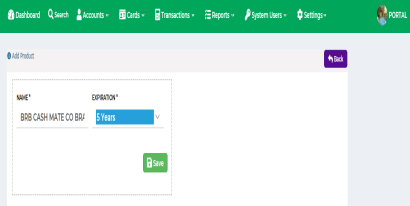 Dashboard Search Accounts Cards Transactions Reports System Users Settings PORTAL
Add Product
Back
NAME* EXPIRATION*
BRB CASH MATE CO BRA 5 Years
Save